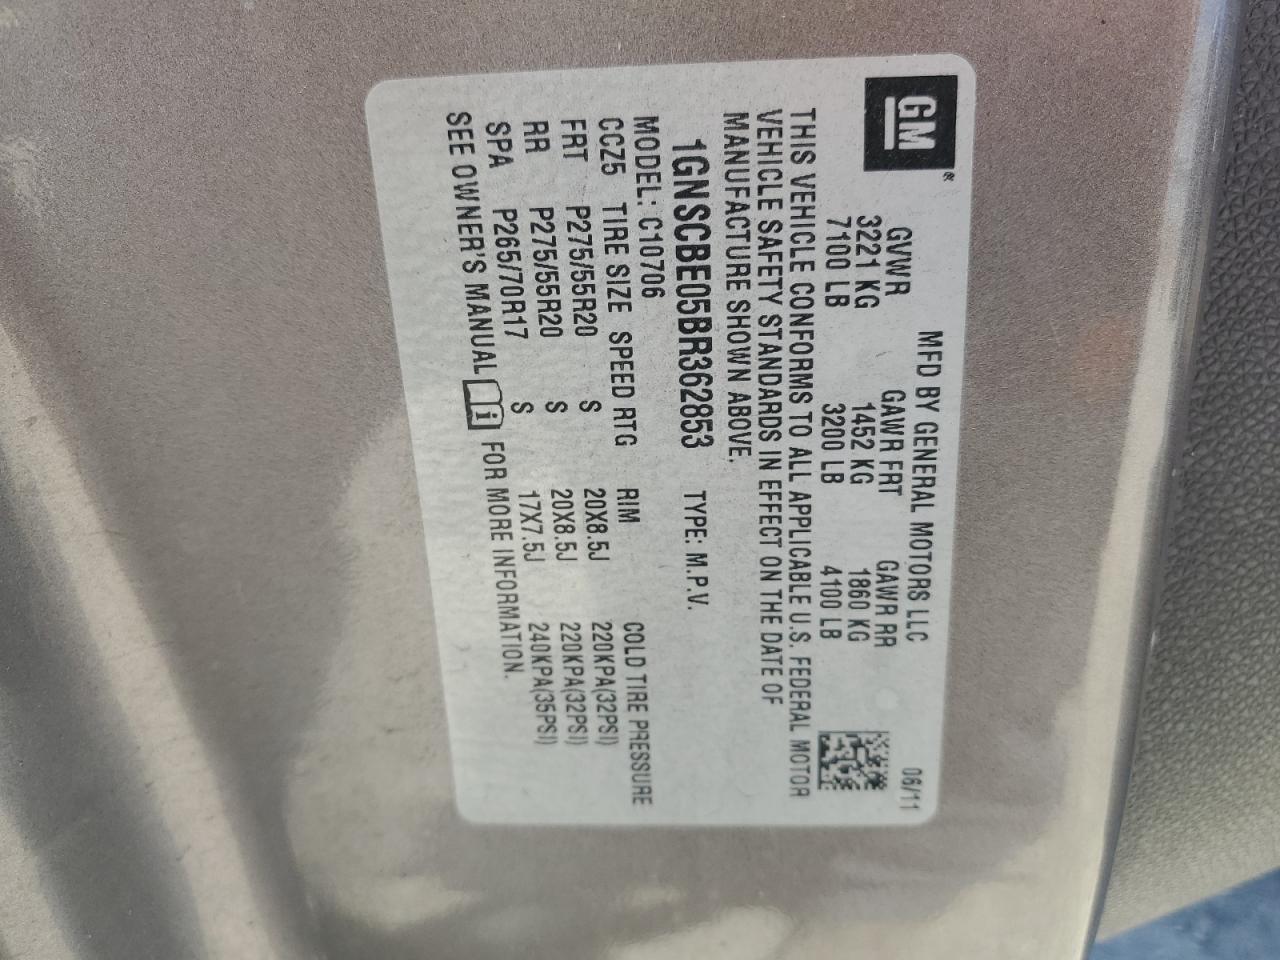 GM®
MFD BY GENERAL MOTORS LLC 06/11
GVWR GAWR FRT GAWR RR
3221 KG 1452 KG 1860 KG
7100 LB 3200 LB 4100 LB
THIS VEHICLE CONFORMS TO ALL APPLICABLE U.S. FEDERAL MOTOR
VEHICLE SAFETY STANDARDS IN EFFECT ON THE DATE OF
MANUFACTURE SHOWN ABOVE.
1GNSCBE05BR362853 TYPE: M.P.V.
MODEL: C10706
CCZ5 TIRE SIZE SPEED RTG RIM COLD TIRE PRESSURE
FRT P275/55R20 S 20X8.5J 220KPA(32PSI)
RR P275/55R20 S 20X8.5J 220KPA(32PSI)
SPA P265/70R17 S 17X7.5J 240KPA(35PSI)
SEE OWNER'S MANUAL i FOR MORE INFORMATION.